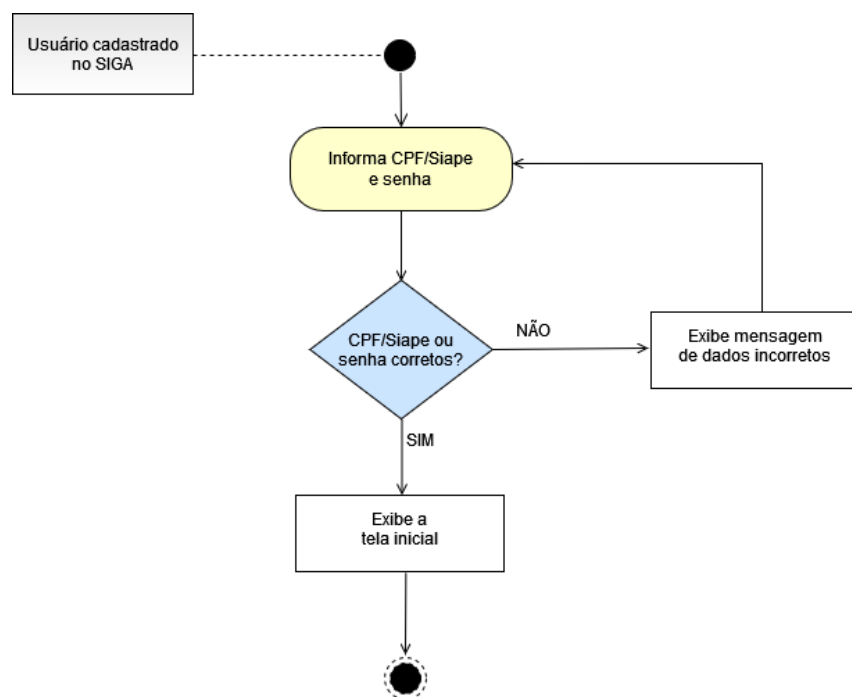 Usuário cadastrado
no SIGA
Informa CPF/Siape
e senha
CPF/Siape ou
senha corretos?
NÃO
Exibe mensagem
de dados incorretos
SIM
Exibe a
tela inicial